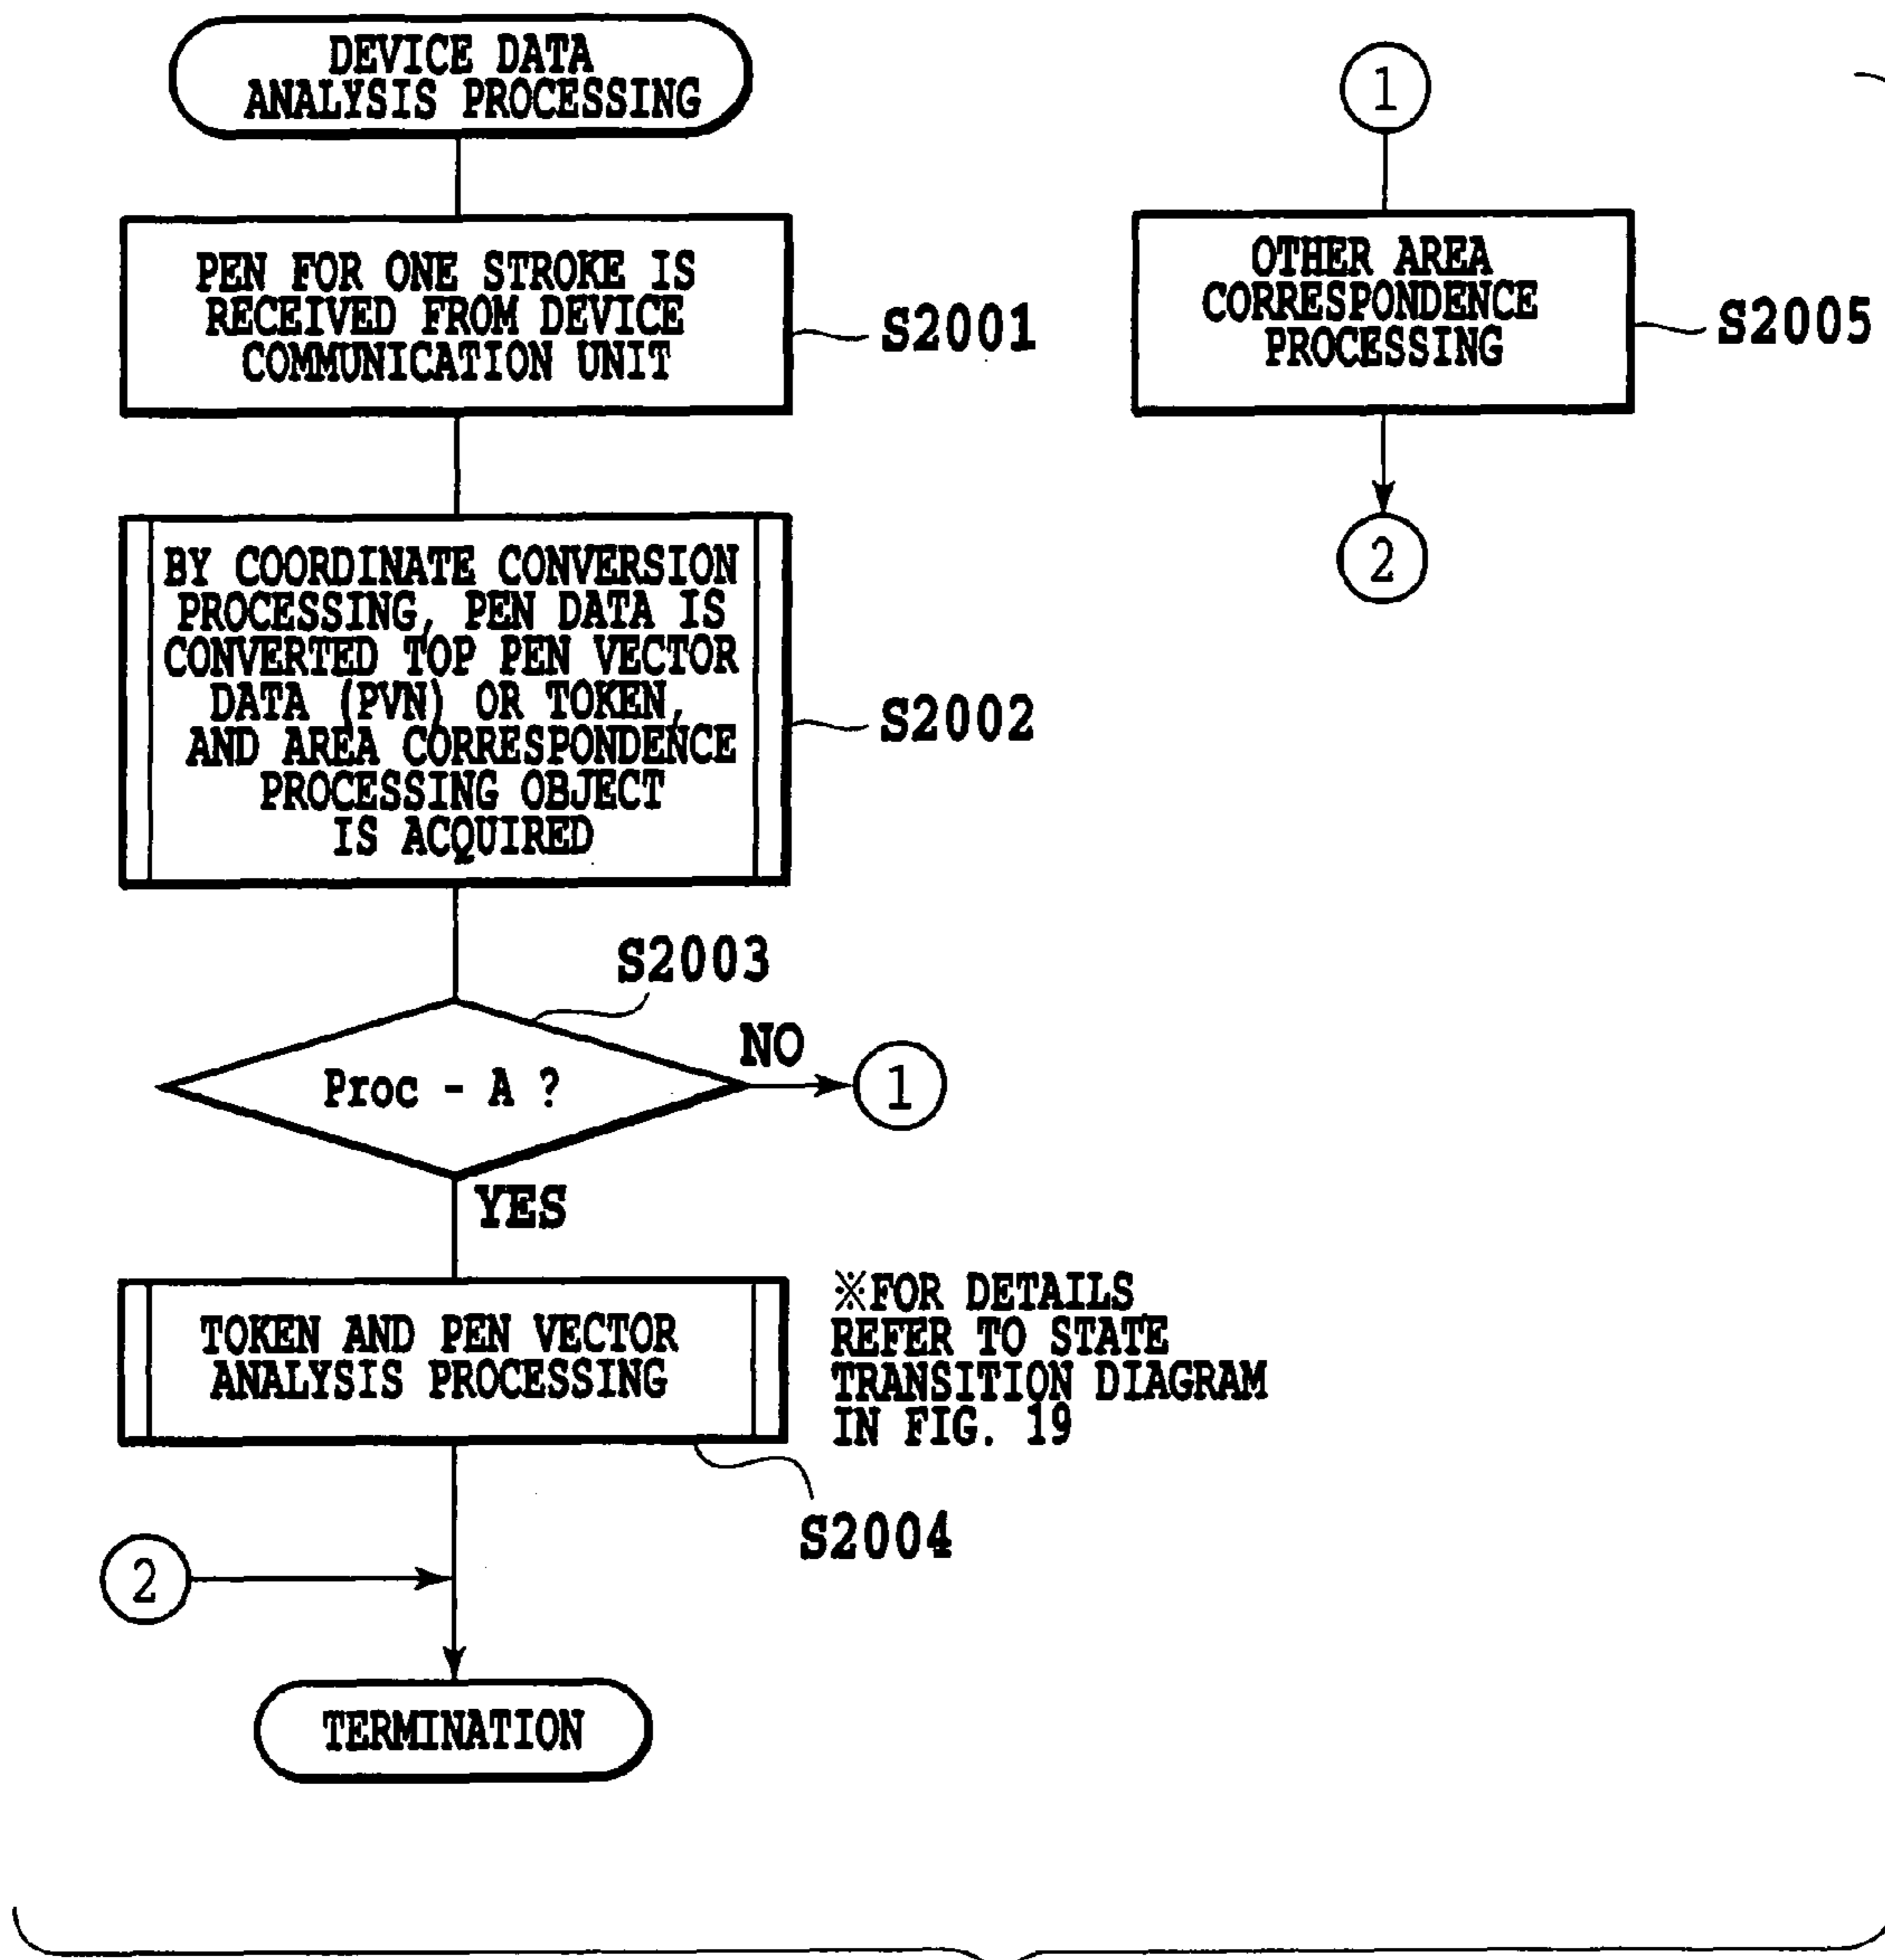 DEVICE DATA
ANALYSIS PROCESSING
PEN FOR ONE STROKE IS
RECEIVED FROM DEVICE
COMMUNICATION UNIT
S2001
BY COORDINATE CONVERSION
PROCESSING, PEN DATA IS
CONVERTED TOP PEN VECTOR
DATA (PVN) OR TOKEN,
AND AREA CORRESPONDENCE
PROCESSING OBJECT
IS ACQUIRED
S2002
S2003
Proc - A ?
NO
1
YES
TOKEN AND PEN VECTOR
ANALYSIS PROCESSING
※FOR DETAILS
REFER TO STATE
TRANSITION DIAGRAM
IN FIG. 19
S2004
2
TERMINATION
1
OTHER AREA
CORRESPONDENCE
PROCESSING
S2005
2